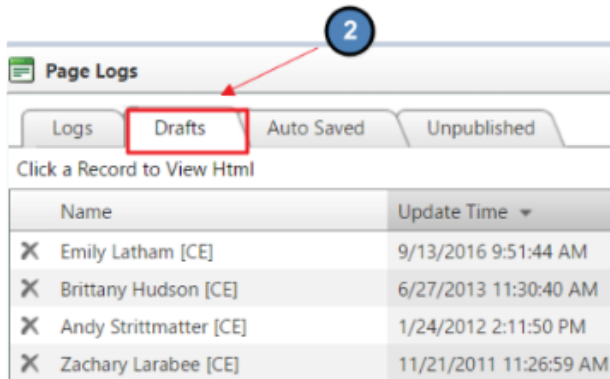 2
Page Logs
Logs Drafts Auto Saved Unpublished
Click a Record to View Html
Name Update Time
Emily Latham [CE] 9/13/2016 9:51:44 AM
Brittany Hudson [CE] 6/27/2013 11:30:40 AM
Andy Strittmatter [CE] 1/24/2012 2:11:50 PM
Zachary Larabee [CE] 11/21/2011 11:26:59 AM